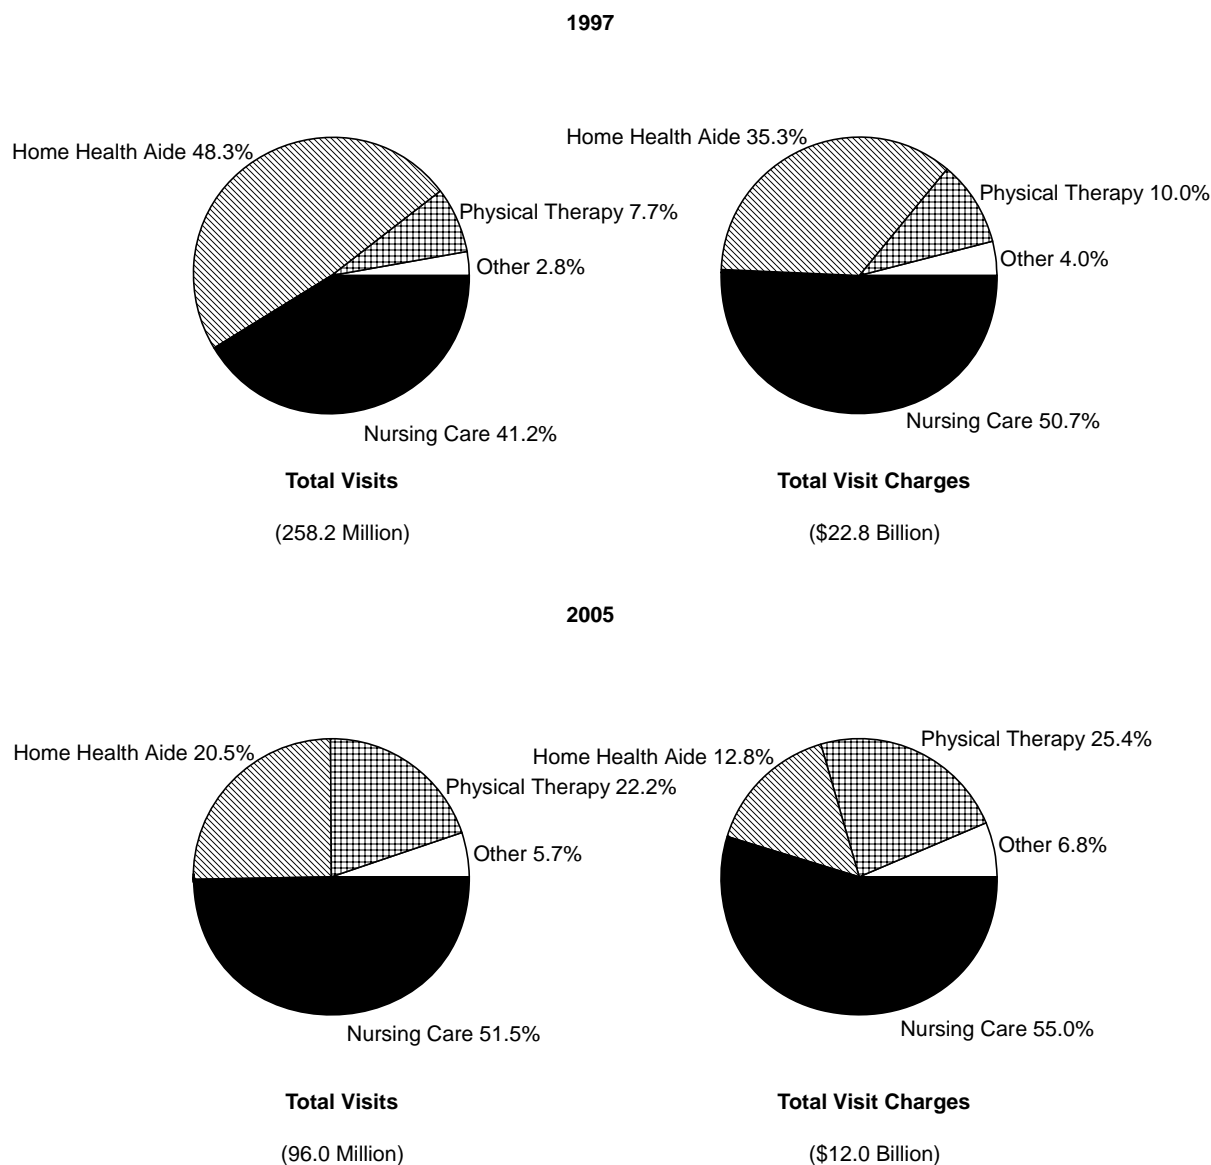 1997
Home Health Aide 48.3%
Physical Therapy 7.7%
Other 2.8%
Nursing Care 41.2%
Total Visits
(258.2 Million)
Home Health Aide 35.3%
Physical Therapy 10.0%
Other 4.0%
Nursing Care 50.7%
Total Visit Charges
($22.8 Billion)
2005
Home Health Aide 20.5%
Physical Therapy 22.2%
Other 5.7%
Nursing Care 51.5%
Total Visits
(96.0 Million)
Home Health Aide 12.8%
Physical Therapy 25.4%
Other 6.8%
Nursing Care 55.0%
Total Visit Charges
($12.0 Billion)